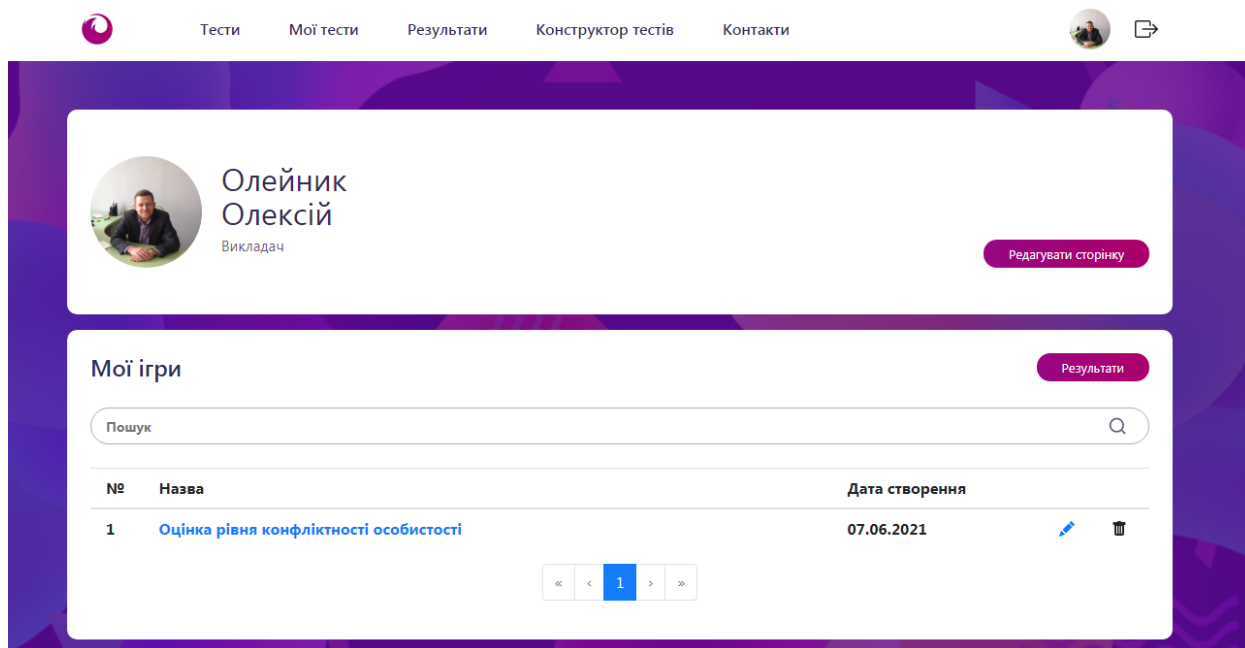 Тести Мої тести Результати Конструктор тестів Контакти
Олейник
Олексій
Викладач
Редагувати сторінку
Мої ігри
Результати
Пошук
№ Назва Дата створення
1 Оцінка рівня конфліктності особистості 07.06.2021
« ‹ 1 › »